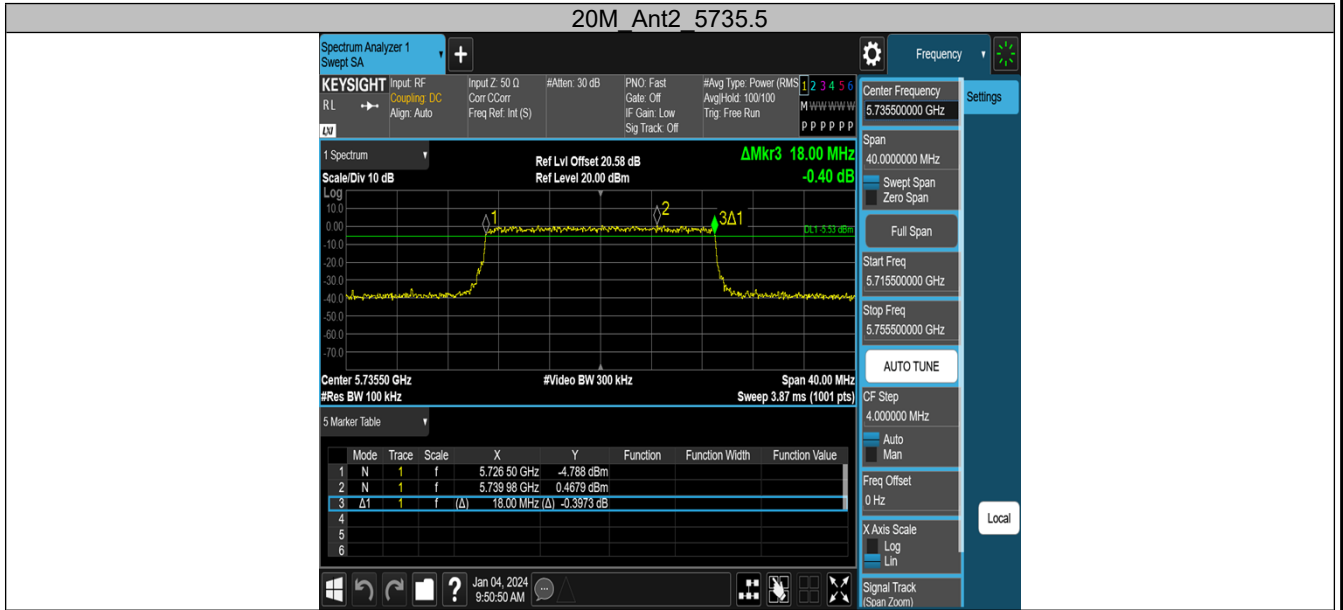 20M_Ant2_5735.5
Spectrum Analyzer 1
Swept SA
+
Frequency
KEYSIGHT
RL
LXI
Input: RF
Coupling: DC
Align: Auto
Input Z: 50 Ω
Corr CCorr
Freq Ref: Int (S)
#Atten: 30 dB
PNO: Fast
Gate: Off
IF Gain: Low
Sig Track: Off
#Avg Type: Power (RMS
Avg|Hold: 100/100
Trig: Free Run
1 2 3 4 5 6
M W W W W W
P P P P P P
1 Spectrum
Scale/Div 10 dB
Ref Lvl Offset 20.58 dB
Ref Level 20.00 dBm
ΔMkr3 18.00 MHz
-0.40 dB
Log
10.0
0.00
-10.0
-20.0
-30.0
-40.0
-50.0
-60.0
-70.0
1
2
3Δ1
DL1 -5.53 dBm
Center 5.73550 GHz
#Video BW 300 kHz
Span 40.00 MHz
#Res BW 100 kHz
Sweep 3.87 ms (1001 pts)
5 Marker Table
Mode Trace Scale X Y Function Function Width Function Value
1 N 1 f 5.726 50 GHz -4.788 dBm
2 N 1 f 5.739 98 GHz 0.4679 dBm
3 Δ1 1 f (Δ) 18.00 MHz (Δ) -0.3973 dB
4
5
6
?
Jan 04, 2024
9:50:50 AM
Center Frequency
5.735500000 GHz
Settings
Span
40.0000000 MHz
Swept Span
Zero Span
Full Span
Start Freq
5.715500000 GHz
Stop Freq
5.755500000 GHz
AUTO TUNE
CF Step
4.000000 MHz
Auto
Man
Freq Offset
0 Hz
Local
X Axis Scale
Log
Lin
Signal Track
(Span Zoom)